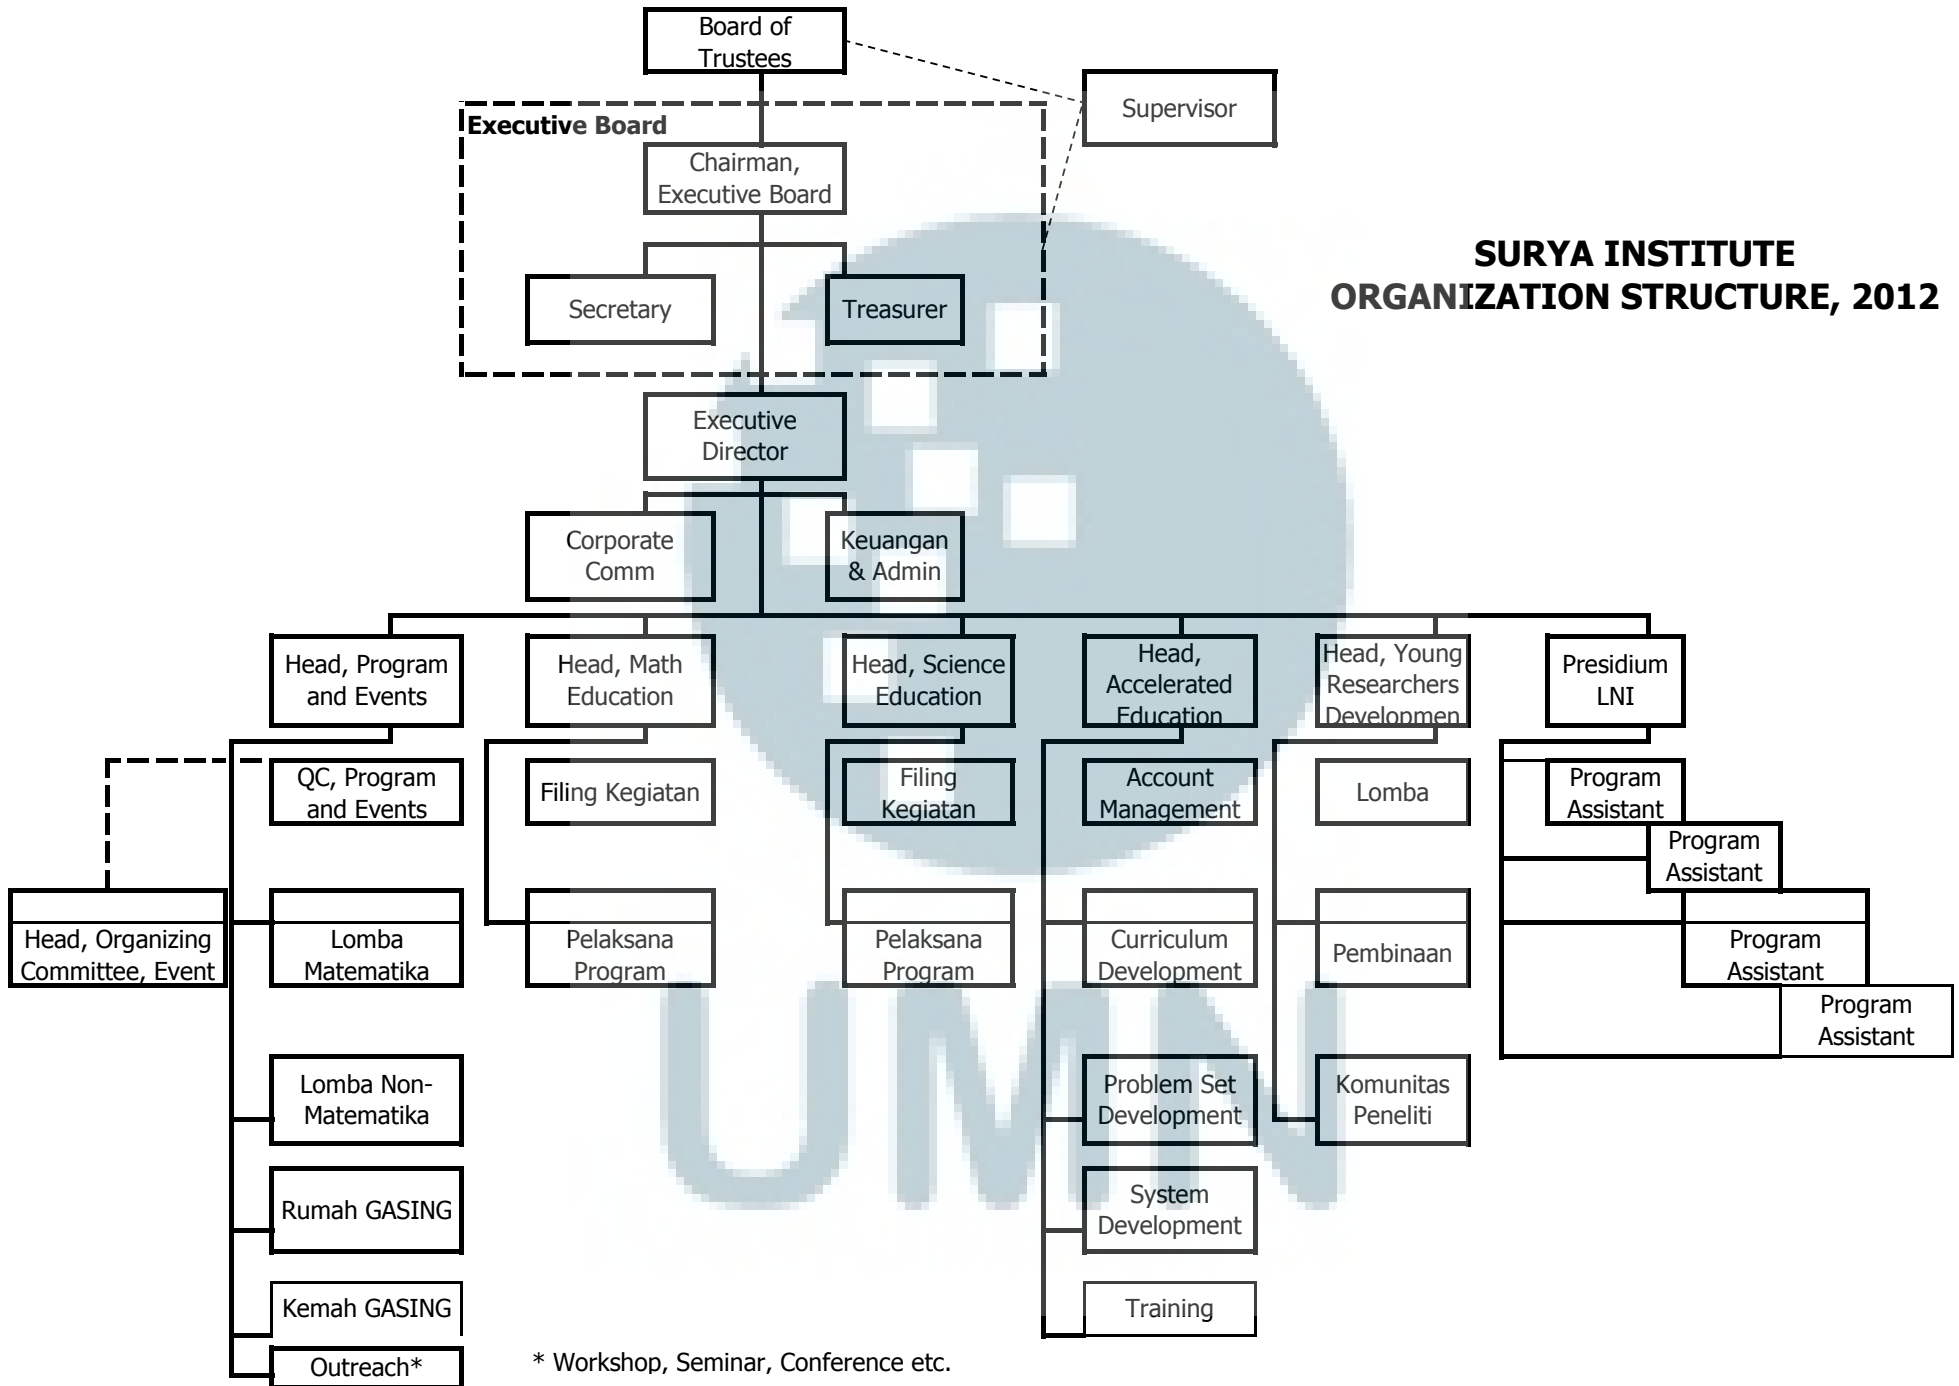 Board of
Trustees
Supervisor
Executive Board
Chairman,
Executive Board
SURYA INSTITUTE
ORGANIZATION STRUCTURE, 2012
Secretary
Treasurer
Executive
Director
Corporate
Comm
Keuangan
& Admin
Head, Program
and Events
Head, Math
Education
Head, Science
Education
Head,
Accelerated
Education
Head, Young
Researchers
Developmen
Presidium
LNI
QC, Program
and Events
Filing Kegiatan
Filing
Kegiatan
Account
Management
Lomba
Program
Assistant
Program
Assistant
Head, Organizing
Committee, Event
Lomba
Matematika
Pelaksana
Program
Pelaksana
Program
Curriculum
Development
Pembinaan
Program
Assistant
Program
Assistant
Lomba Non-
Matematika
Problem Set
Development
Komunitas
Peneliti
Rumah GASING
System
Development
Kemah GASING
Training
Outreach*
* Workshop, Seminar, Conference etc.
UMN